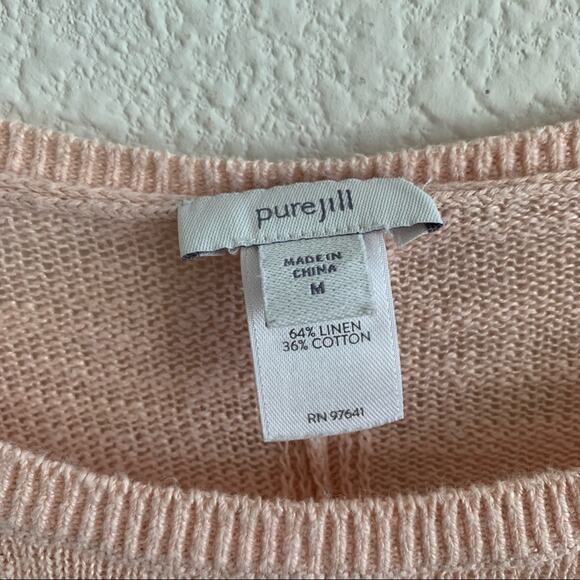 purejill
MADE IN
CHINA
M
64% LINEN
36% COTTON
RN 97641